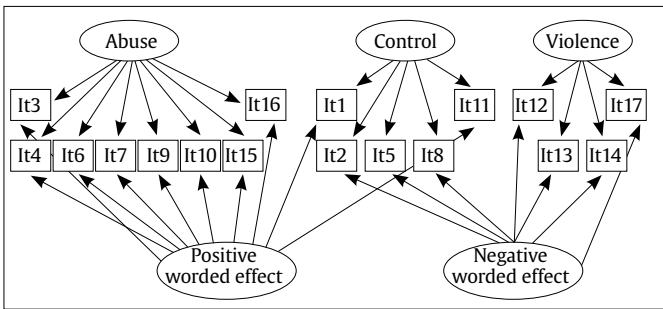 Abuse
Control
Violence
It3
It16
It1
It11
It12
It17
It4
It6
It7
It9
It10
It15
It2
It5
It8
It13
It14
Positive
worded effect
Negative
worded effect